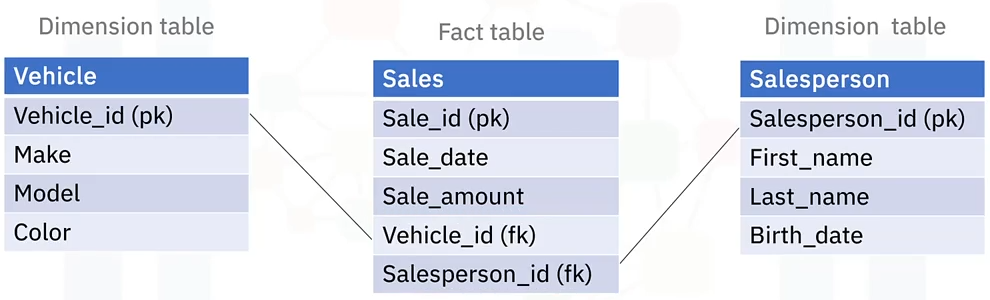 Dimension table
Vehicle
Vehicle_id (pk)
Make
Model
Color
Fact table
Sales
Sale_id (pk)
Sale_date
Sale_amount
Vehicle_id (fk)
Salesperson_id (fk)
Dimension table
Salesperson
Salesperson_id (pk)
First_name
Last_name
Birth_date